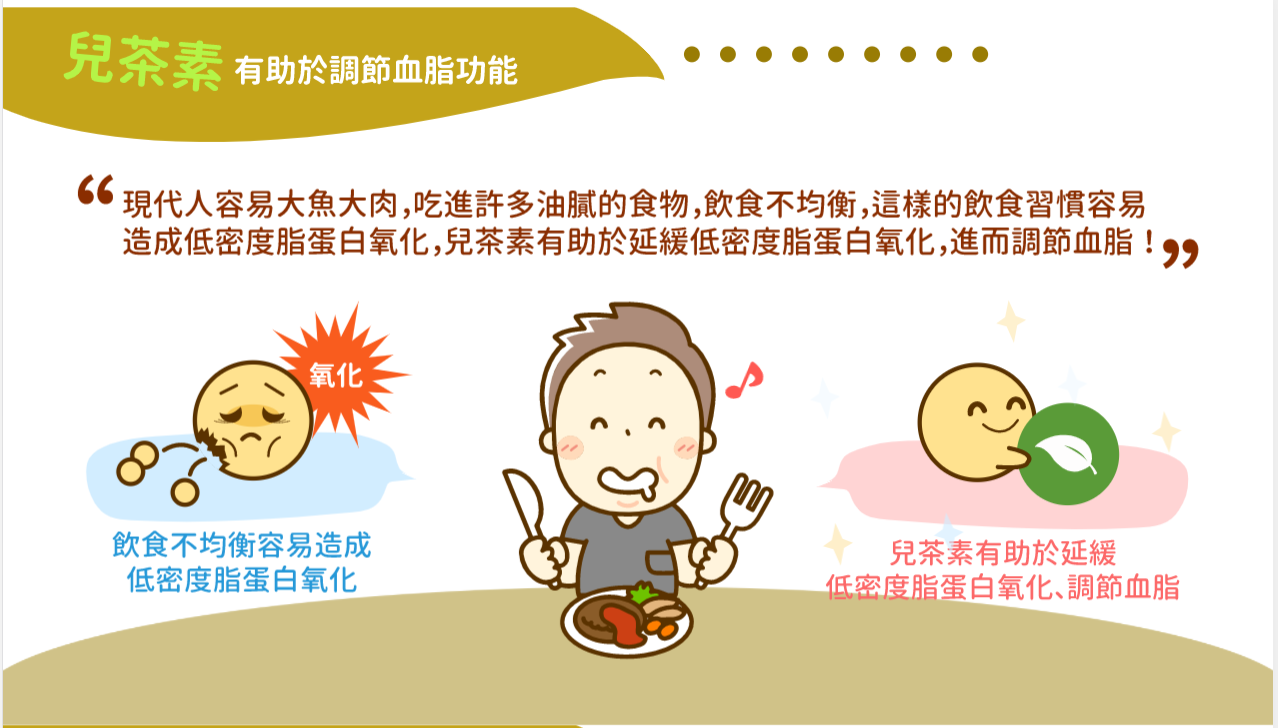 兒茶素 有助於調節血脂功能
“現代人容易大魚大肉,吃進許多油膩的食物,飲食不均衡,這樣的飲食習慣容易
造成低密度脂蛋白氧化,兒茶素有助於延緩低密度脂蛋白氧化,進而調節血脂！”
氧化
飲食不均衡容易造成
低密度脂蛋白氧化
兒茶素有助於延緩
低密度脂蛋白氧化、調節血脂